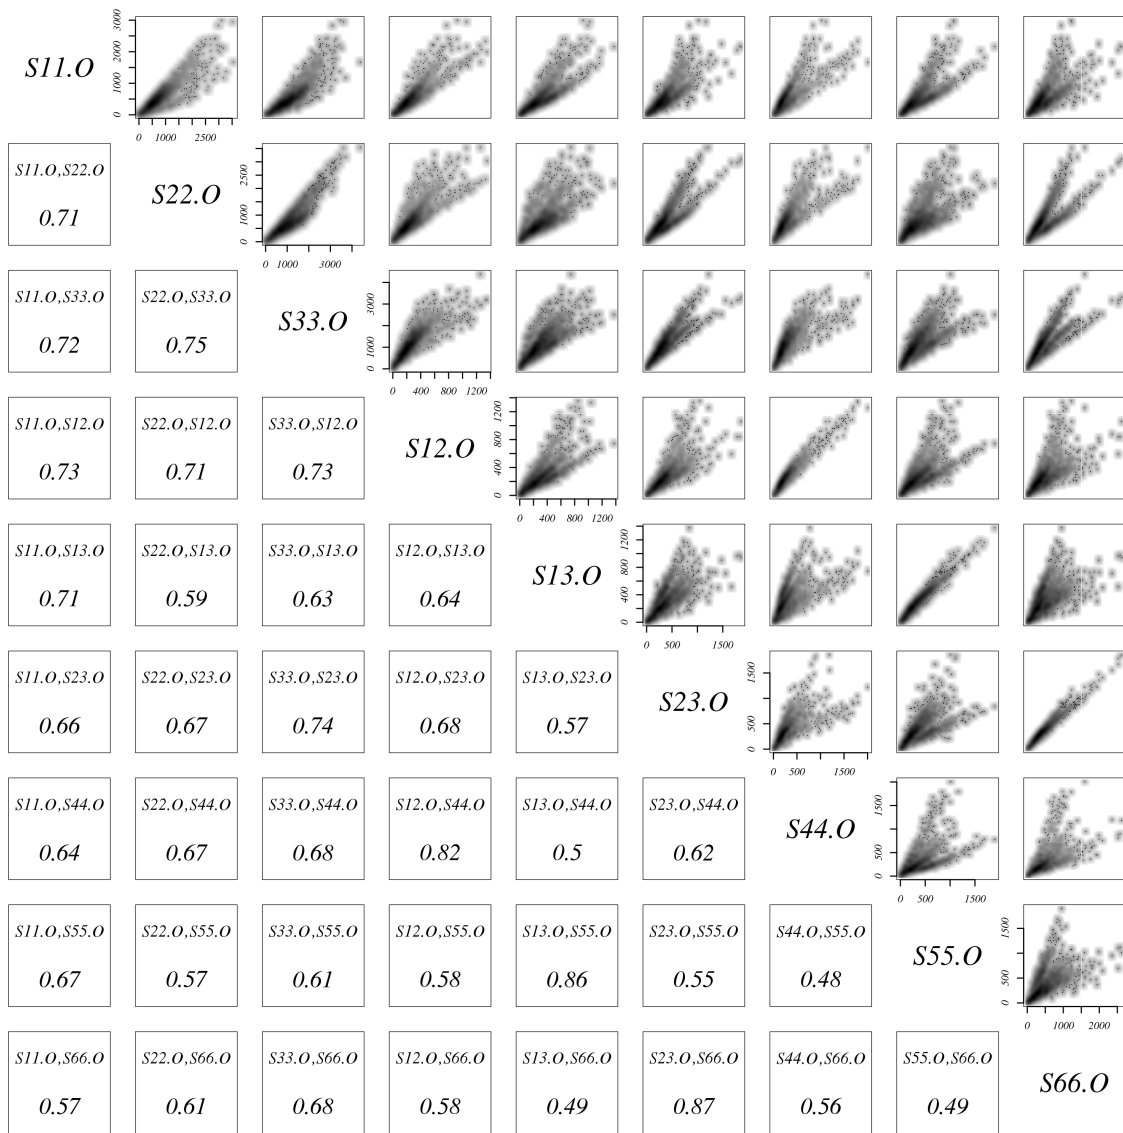 S11.O
0 1000 2000 3000
0 1000 2500
S11.O,S22.O
0.71
S22.O
0 1000 2500
0 1000 3000
S11.O,S33.O
0.72
S22.O,S33.O
0.75
S33.O
0 1000 3000
0 400 800 1200
S11.O,S12.O
0.73
S22.O,S12.O
0.71
S33.O,S12.O
0.73
S12.O
0 400 800 1200
0 400 800 1200
S11.O,S13.O
0.71
S22.O,S13.O
0.59
S33.O,S13.O
0.63
S12.O,S13.O
0.64
S13.O
0 400 800 1200
0 500 1500
S11.O,S23.O
0.66
S22.O,S23.O
0.67
S33.O,S23.O
0.74
S12.O,S23.O
0.68
S13.O,S23.O
0.57
S23.O
0 500 1500
0 500 1500
S11.O,S44.O
0.64
S22.O,S44.O
0.67
S33.O,S44.O
0.68
S12.O,S44.O
0.82
S13.O,S44.O
0.5
S23.O,S44.O
0.62
S44.O
0 500 1500
0 500 1500
S11.O,S55.O
0.67
S22.O,S55.O
0.57
S33.O,S55.O
0.61
S12.O,S55.O
0.58
S13.O,S55.O
0.86
S23.O,S55.O
0.55
S44.O,S55.O
0.48
S55.O
0 500 1500
0 1000 2000
S11.O,S66.O
0.57
S22.O,S66.O
0.61
S33.O,S66.O
0.68
S12.O,S66.O
0.58
S13.O,S66.O
0.49
S23.O,S66.O
0.87
S44.O,S66.O
0.56
S55.O,S66.O
0.49
S66.O